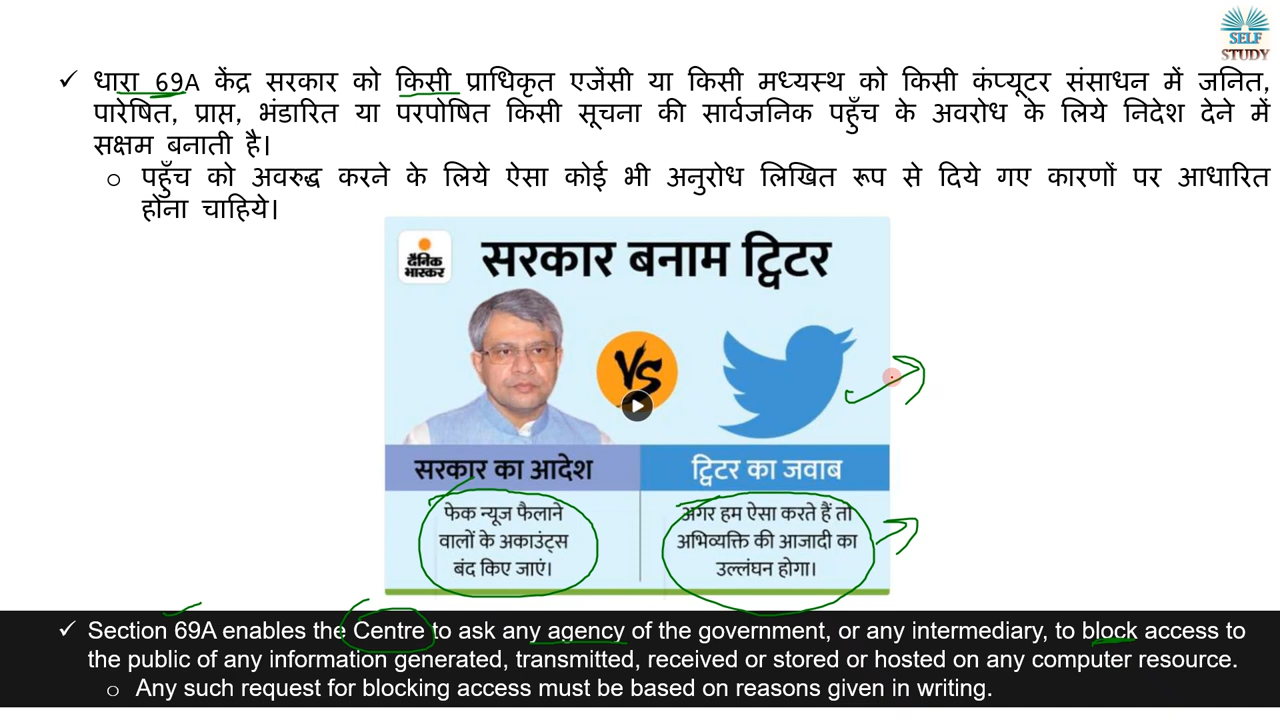 SELF
STUDY
✓ धारा 69A केंद्र सरकार को किसी प्राधिकृत एजेंसी या किसी मध्यस्थ को किसी कंप्यूटर संसाधन में जनित,
पारेषित, प्राप्त, भंडारित या परपोषित किसी सूचना की सार्वजनिक पहुँच के अवरोध के लिये निदेश देने में
सक्षम बनाती है।
o पहुँच को अवरुद्ध करने के लिये ऐसा कोई भी अनुरोध लिखित रूप से दिये गए कारणों पर आधारित
होना चाहिये।
दैनिक
भास्कर
सरकार बनाम ट्विटर
VS
सरकार का आदेश
फेक न्यूज फैलाने
वालों के अकाउंट्स
बंद किए जाएं।
ट्विटर का जवाब
अगर हम ऐसा करते हैं तो
अभिव्यक्ति की आजादी का
उल्लंघन होगा।
✓ Section 69A enables the Centre to ask any agency of the government, or any intermediary, to block access to
the public of any information generated, transmitted, received or stored or hosted on any computer resource.
o Any such request for blocking access must be based on reasons given in writing.